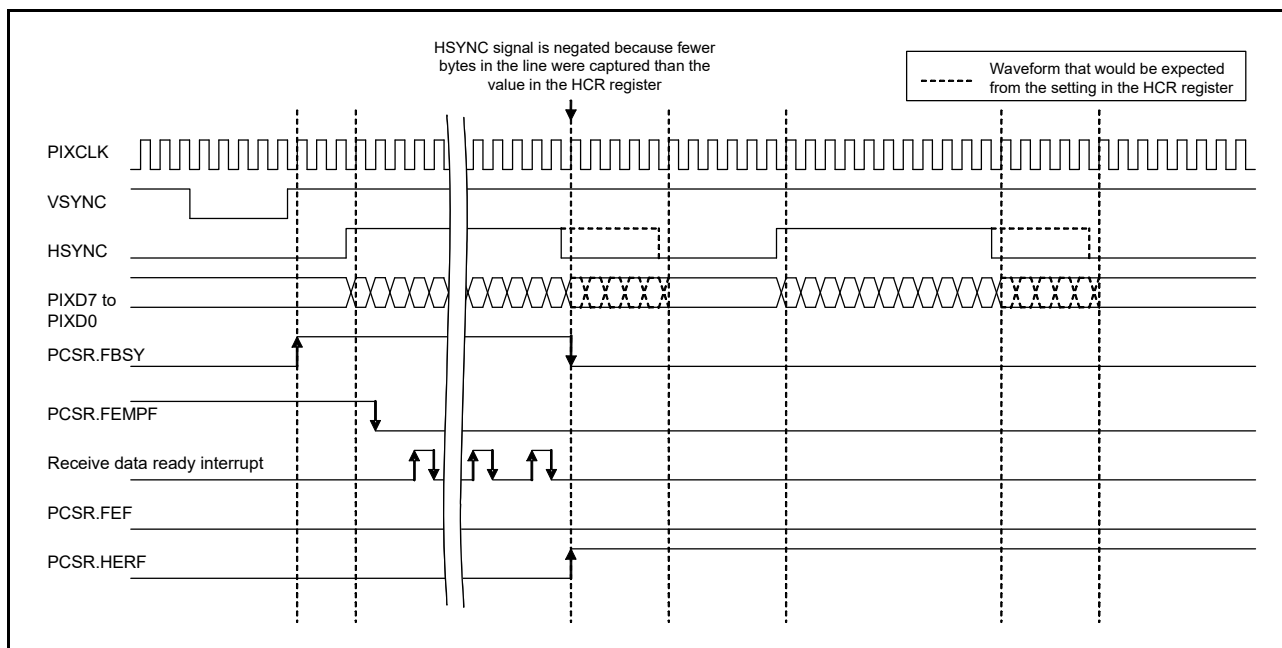 HSYNC signal is negated because fewer
bytes in the line were captured than the
value in the HCR register
Waveform that would be expected
from the setting in the HCR register
PIXCLK
VSYNC
HSYNC
PIXD7 to
PIXD0
PCSR.FBSY
PCSR.FEMPF
Receive data ready interrupt
PCSR.FEF
PCSR.HERF